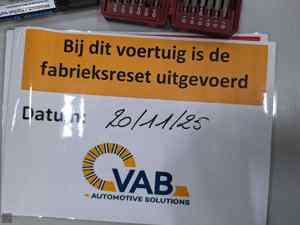 Bij dit voertuig is de
fabrieksreset uitgevoerd
Datum: 20/11/25
VAB
AUTOMOTIVE SOLUTIONS